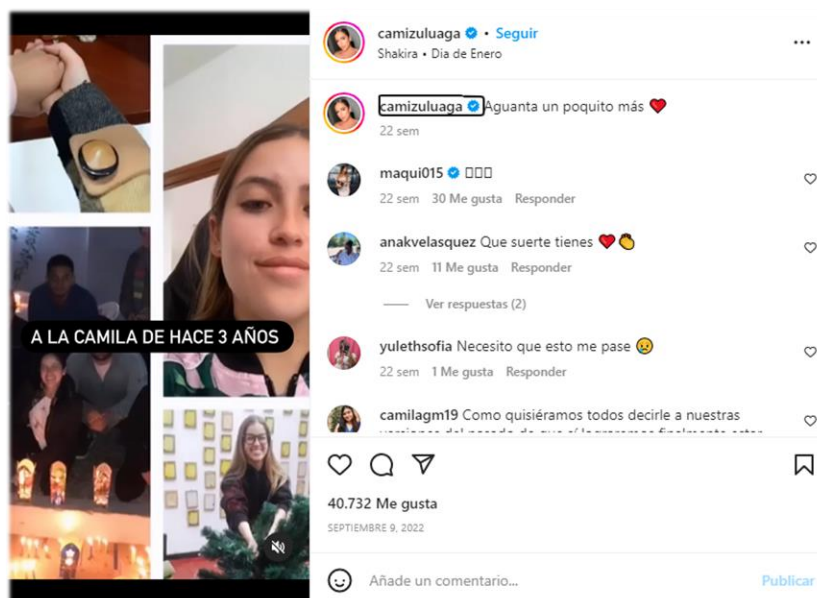 camizuluaga • Seguir
Shakira • Dia de Enero
camizuluaga Aguanta un poquito más ❤️
22 sem
maqui015 □□□
22 sem 30 Me gusta Responder
anakvelasquez Que suerte tienes ❤️👏
22 sem 11 Me gusta Responder
Ver respuestas (2)
A LA CAMILA DE HACE 3 AÑOS
yulethsofia Necesito que esto me pase 😢
22 sem 1 Me gusta Responder
camilagm19 Como quisiéramos todos decirle a nuestras
40.732 Me gusta
SEPTIEMBRE 9, 2022
Añade un comentario...
Publicar